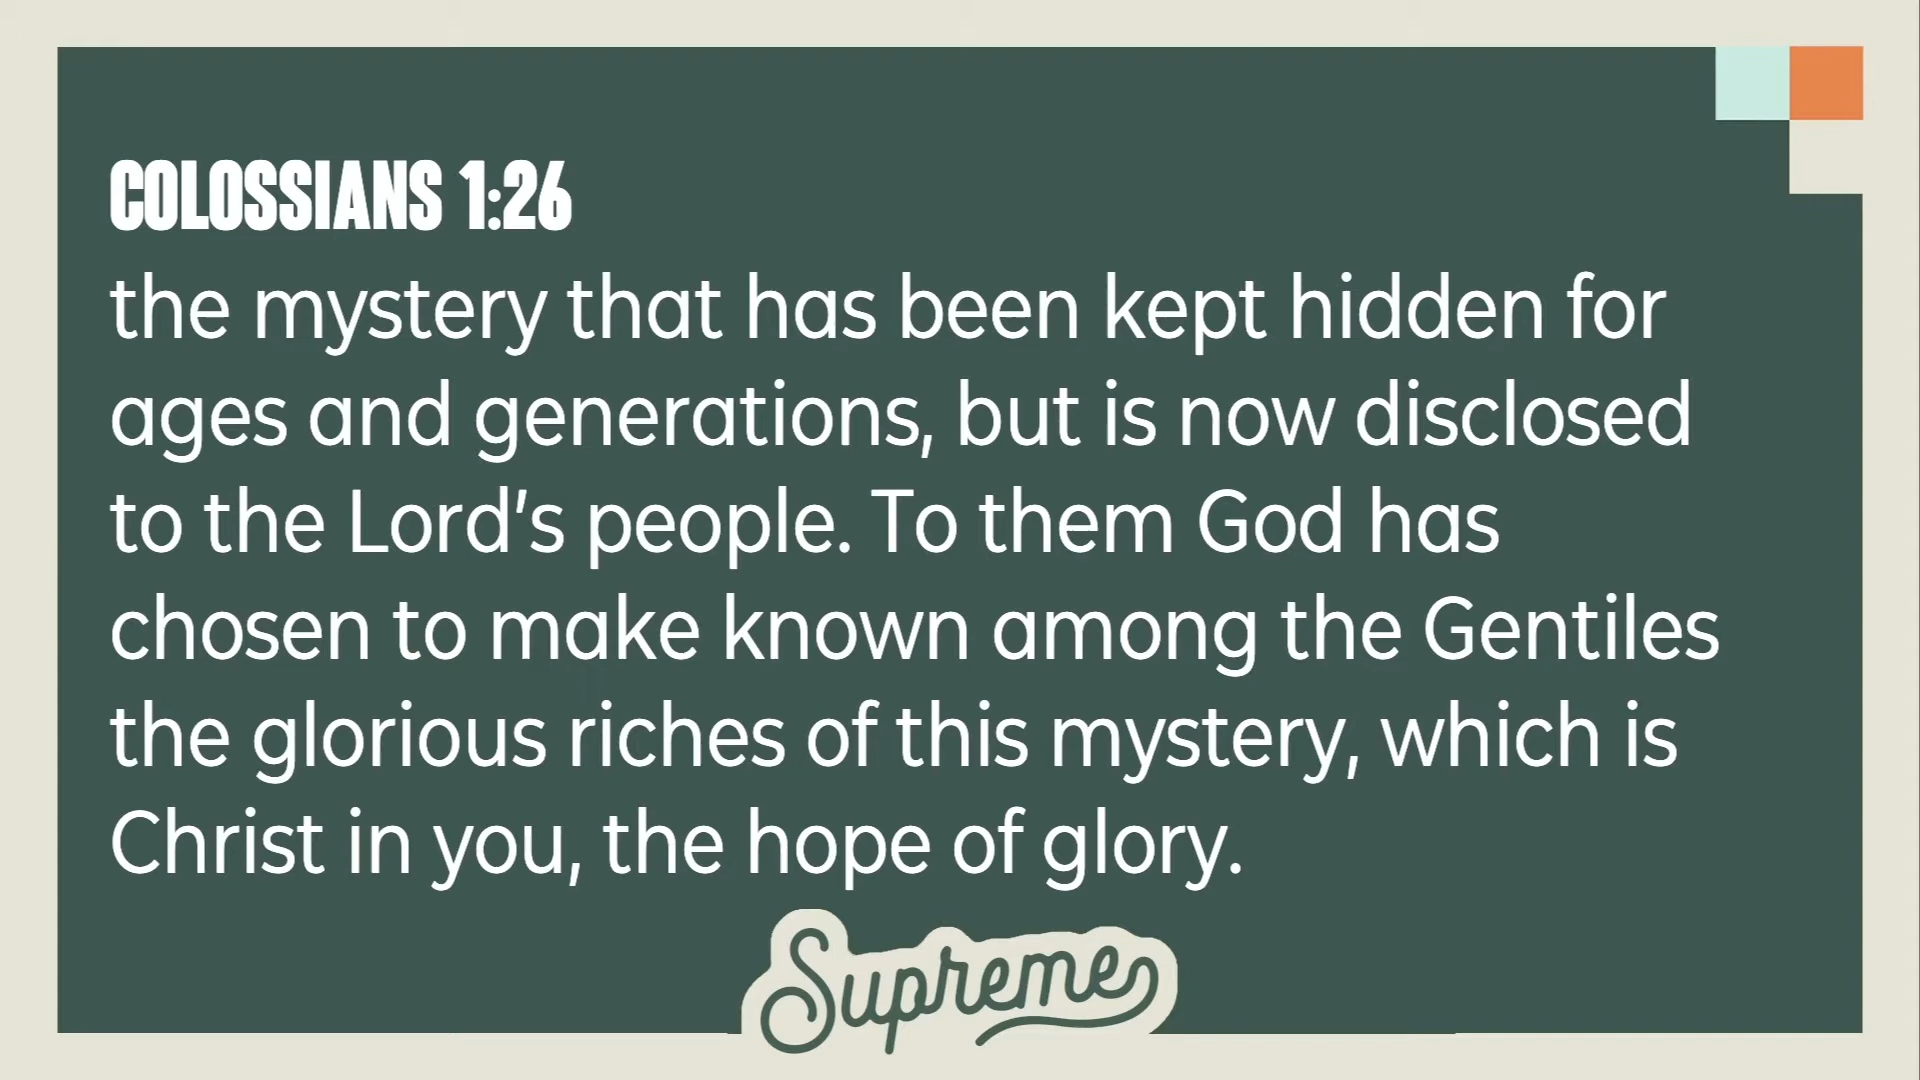 COLOSSIANS 1:26
the mystery that has been kept hidden for
ages and generations, but is now disclosed
to the Lord’s people. To them God has
chosen to make known among the Gentiles
the glorious riches of this mystery, which is
Christ in you, the hope of glory.
Supreme